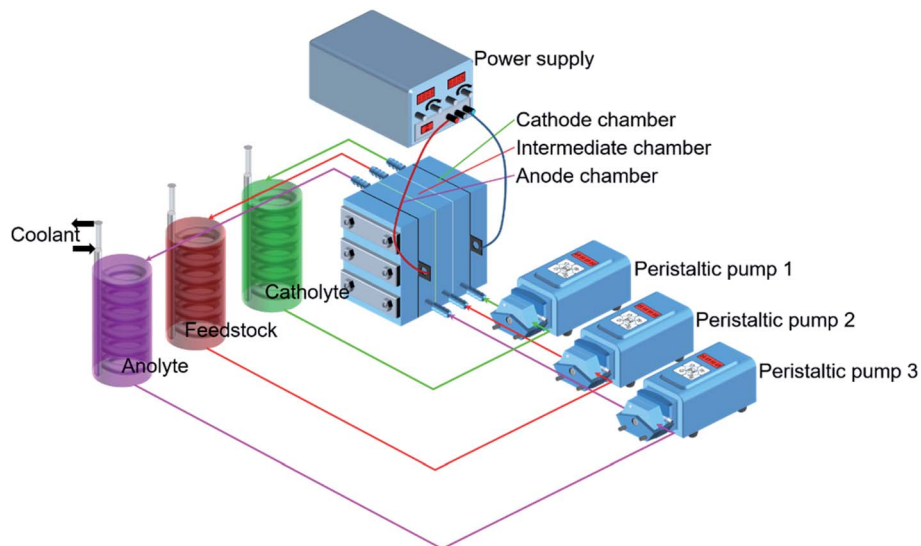 Power supply
Cathode chamber
Intermediate chamber
Anode chamber
Coolant
Catholyte
Feedstock
Anolyte
Peristaltic pump 1
Peristaltic pump 2
Peristaltic pump 3